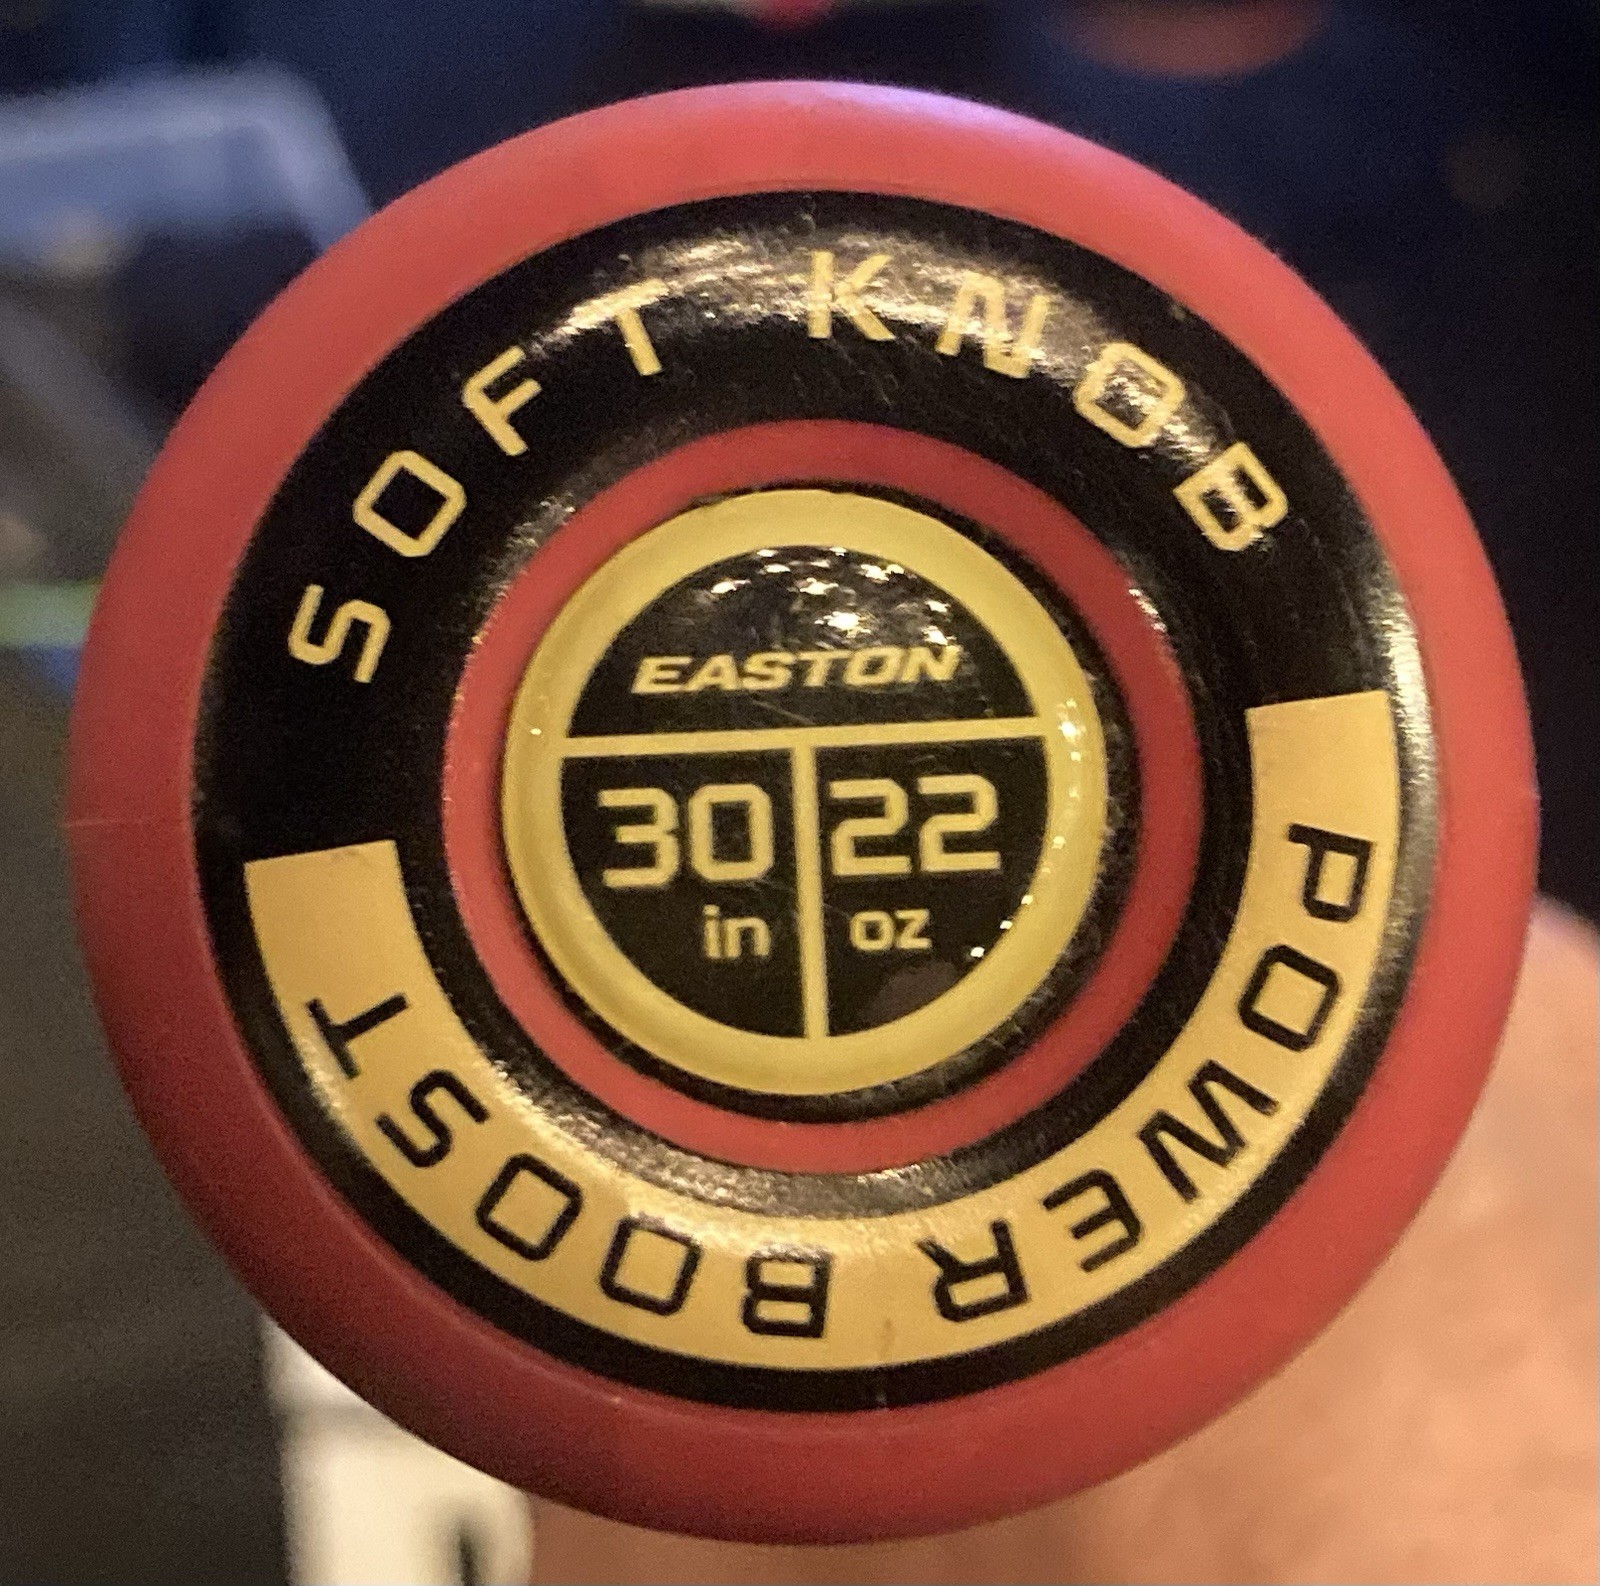 SOFT KNOB
EASTON
30 22
in oz
POWER BOOST